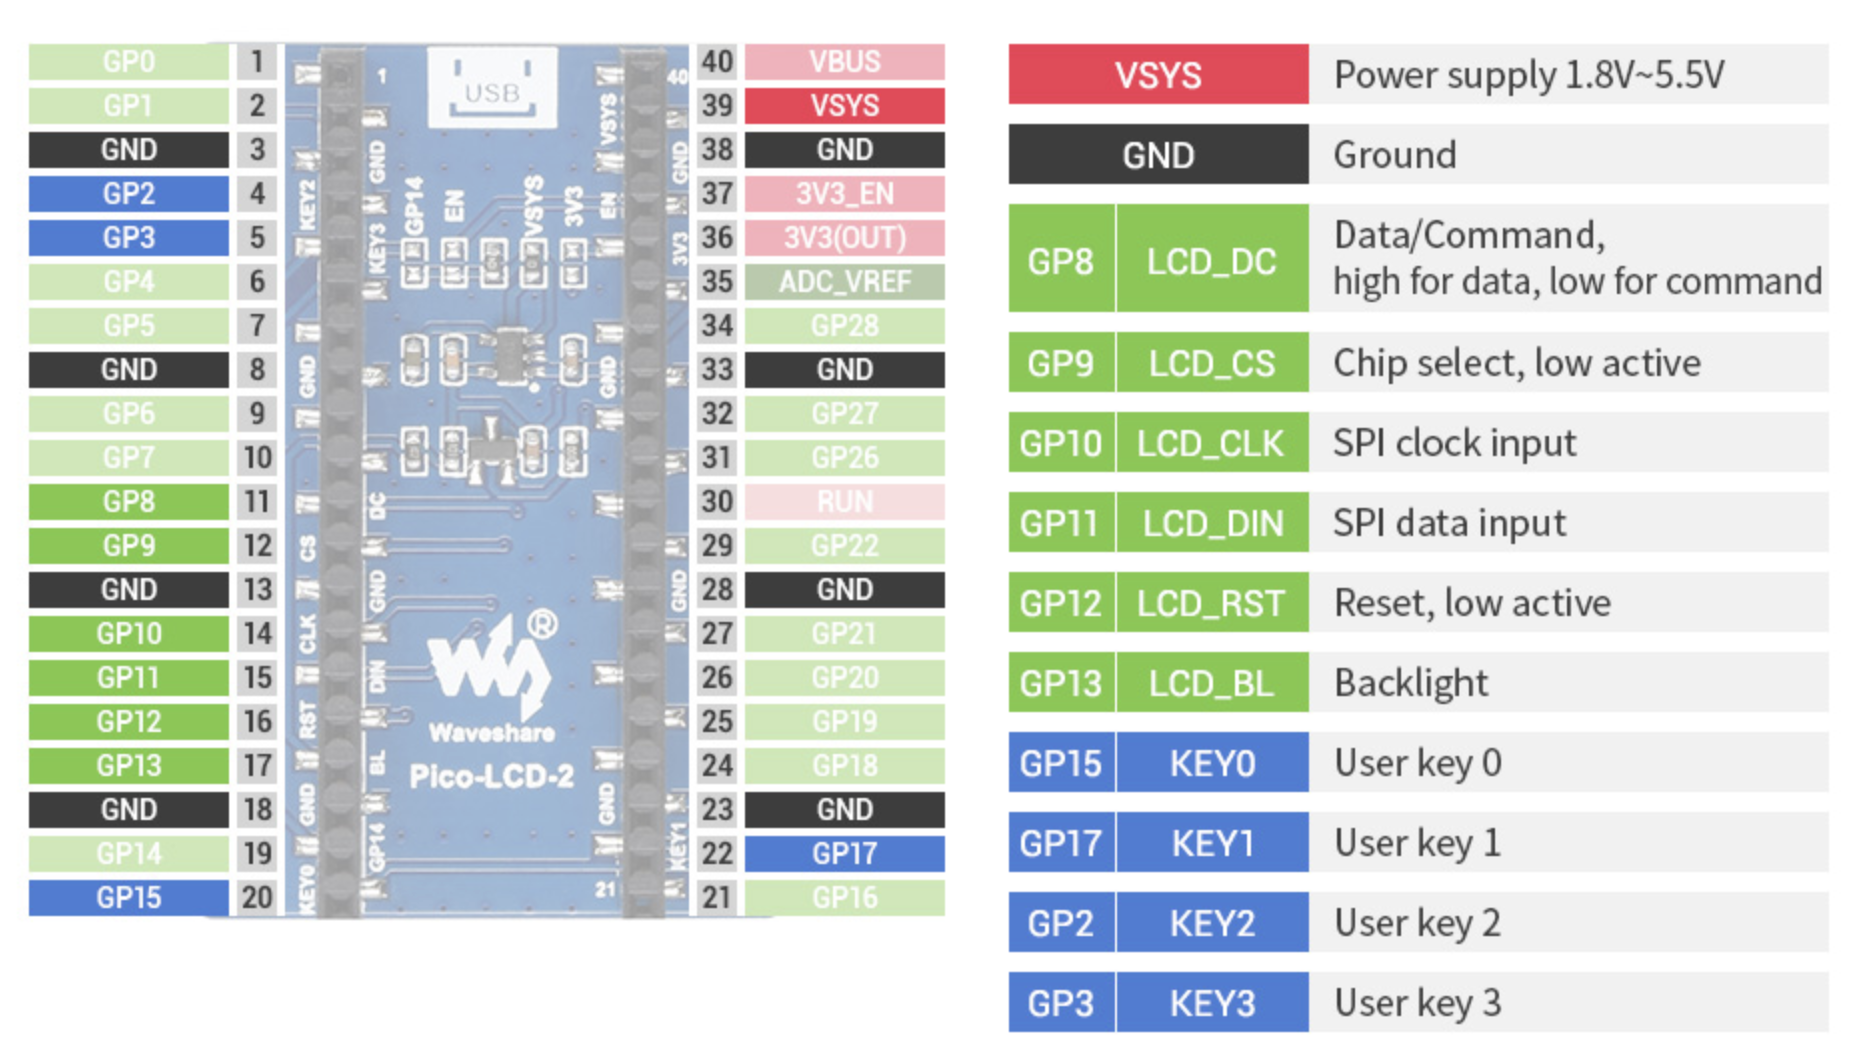 GP0 1 40 VBUS
GP1 2 39 VSYS
GND 3 38 GND
GP2 4 37 3V3_EN
GP3 5 36 3V3(OUT)
GP4 6 35 ADC_VREF
GP5 7 34 GP28
GND 8 33 GND
GP6 9 32 GP27
GP7 10 31 GP26
GP8 11 30 RUN
GP9 12 29 GP22
GND 13 28 GND
GP10 14 27 GP21
GP11 15 26 GP20
GP12 16 25 GP19
GP13 17 24 GP18
GND 18 23 GND
GP14 19 22 GP17
GP15 20 21 GP16
1
USB
40
VSYS
GND
GND
KEY2
GP14
EN
VSYS
3V3
EN
KEY3
3V3
GND
GND
DC
CS
GND
GND
CLK
®
DIN
RST
Waveshare
BL
Pico-LCD-2
GND
GND
GP14
KEY1
KEY0
21
VSYS Power supply 1.8V~5.5V
GND Ground
GP8 LCD_DC Data/Command,
high for data, low for command
GP9 LCD_CS Chip select, low active
GP10 LCD_CLK SPI clock input
GP11 LCD_DIN SPI data input
GP12 LCD_RST Reset, low active
GP13 LCD_BL Backlight
GP15 KEY0 User key 0
GP17 KEY1 User key 1
GP2 KEY2 User key 2
GP3 KEY3 User key 3